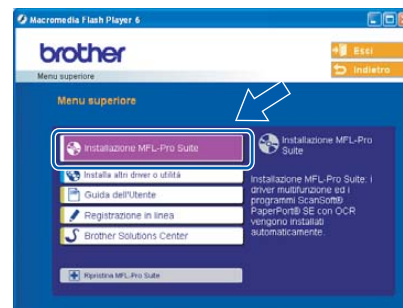 Macromedia Flash Player 6
brother
Esci
Indietro
Menu superiore
Menu superiore
Installazione MFL-Pro Suite
Installa altri driver o utilità
Guida dell'Utente
Registrazione in linea
Brother Solutions Center
Ripristina MFL-Pro Suite
Installazione MFL-Pro
Suite
Installazione MFL-Pro Suite: i
driver multifunzione ed i
programmi ScanSoft®
PaperPort® SE con OCR
vengono installati
automaticamente.